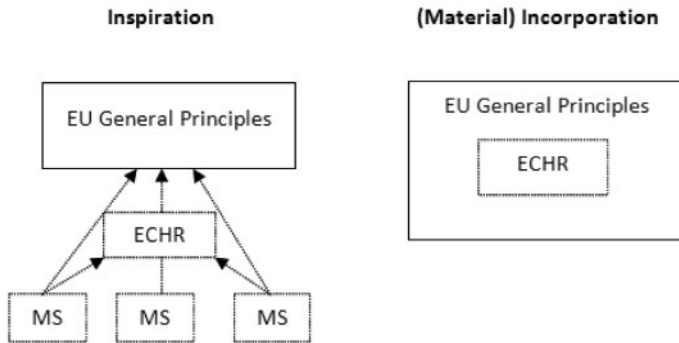 Inspiration
(Material) Incorporation
EU General Principles
ECHR
MS
MS
MS
EU General Principles
ECHR